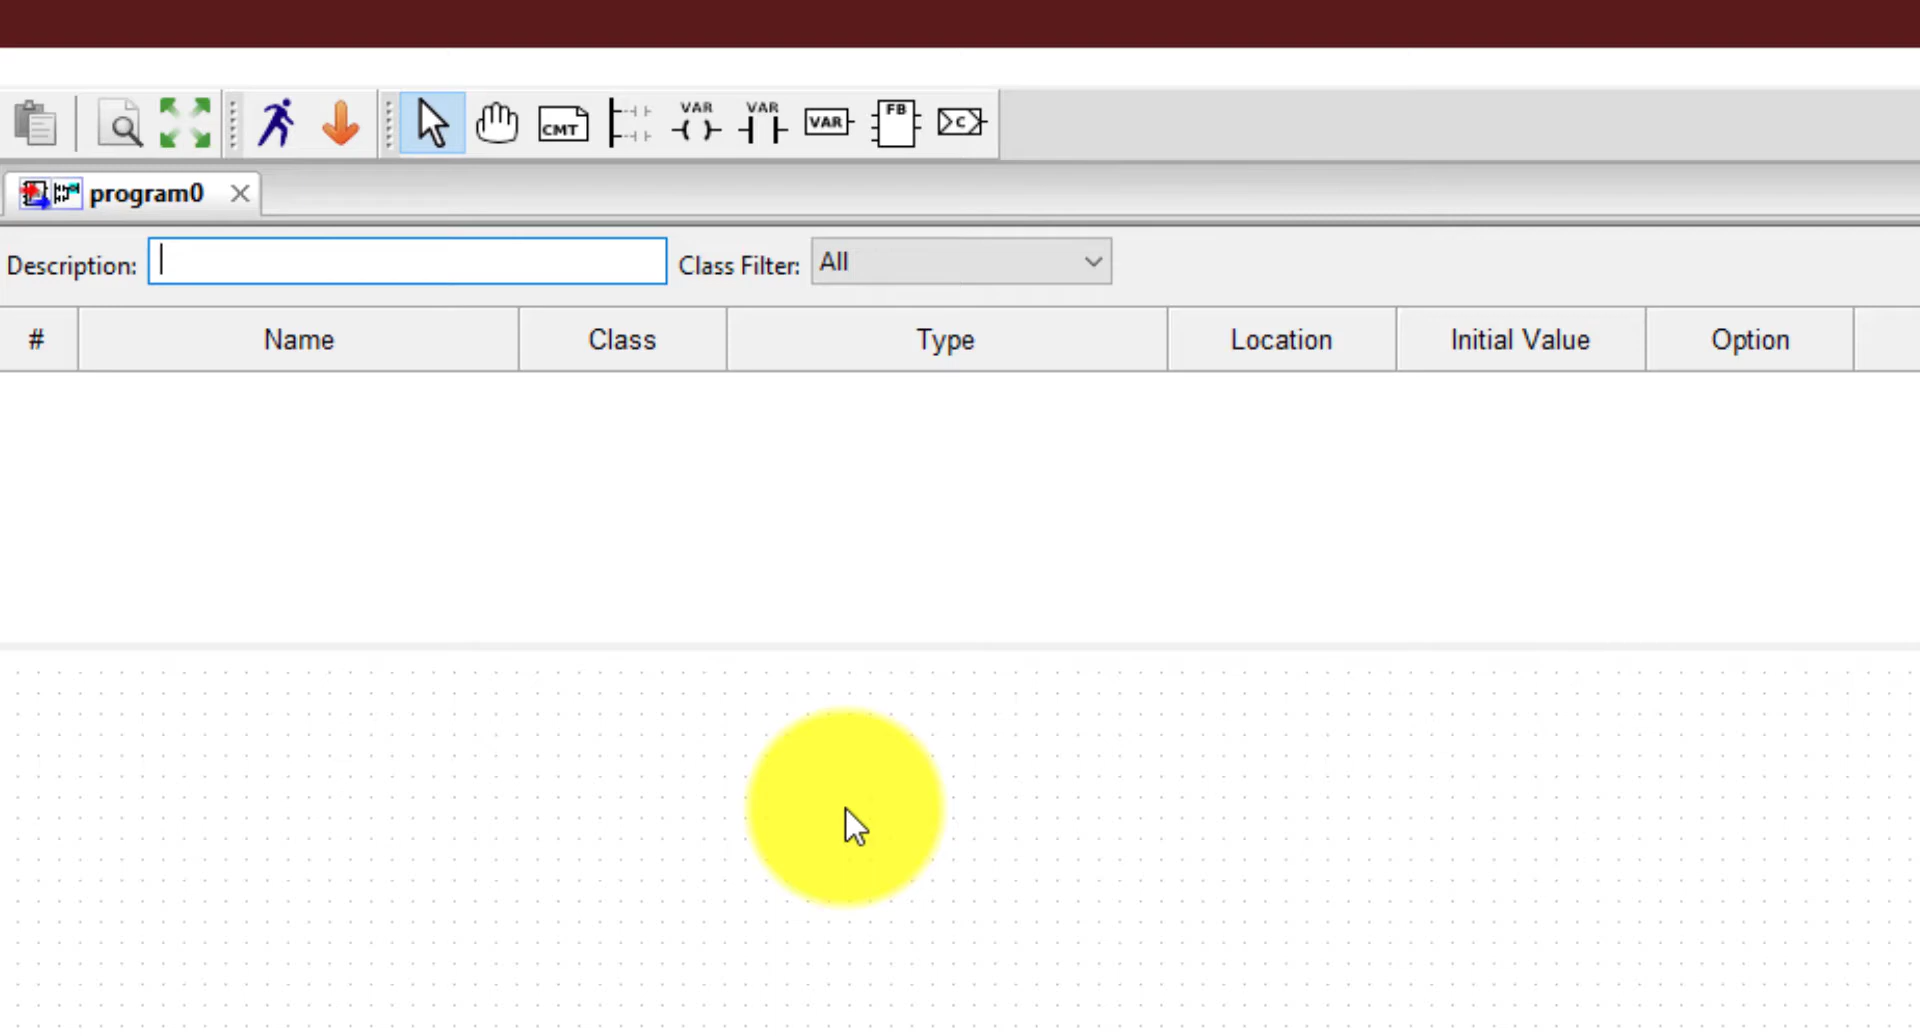 CMT VAR VAR VAR FB C
program0
Description: Class Filter: All
# Name Class Type Location Initial Value Option